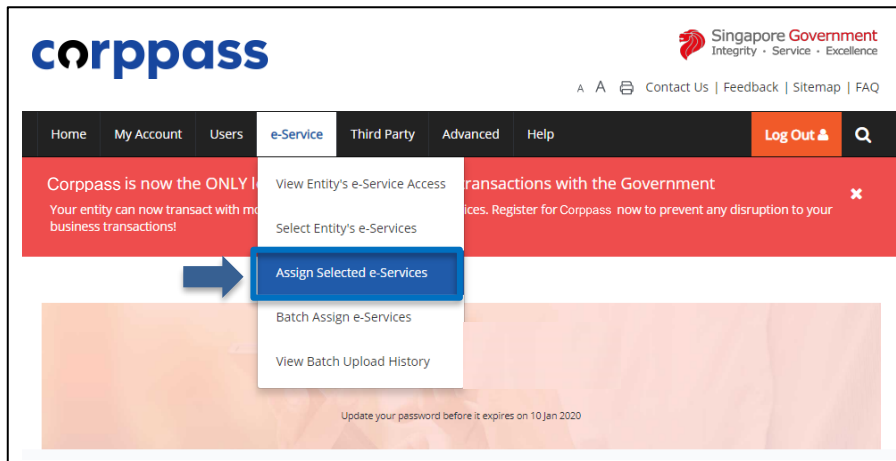 corppass
Singapore Government
Integrity · Service · Excellence
A A Contact Us | Feedback | Sitemap | FAQ
Home My Account Users e-Service Third Party Advanced Help Log Out
Corppass is now the ONLY l ransactions with the Government
Your entity can now transact with mo ices. Register for Corppass now to prevent any disruption to your
business transactions!
View Entity's e-Service Access
Select Entity's e-Services
Assign Selected e-Services
Batch Assign e-Services
View Batch Upload History
Update your password before it expires on 10 Jan 2020